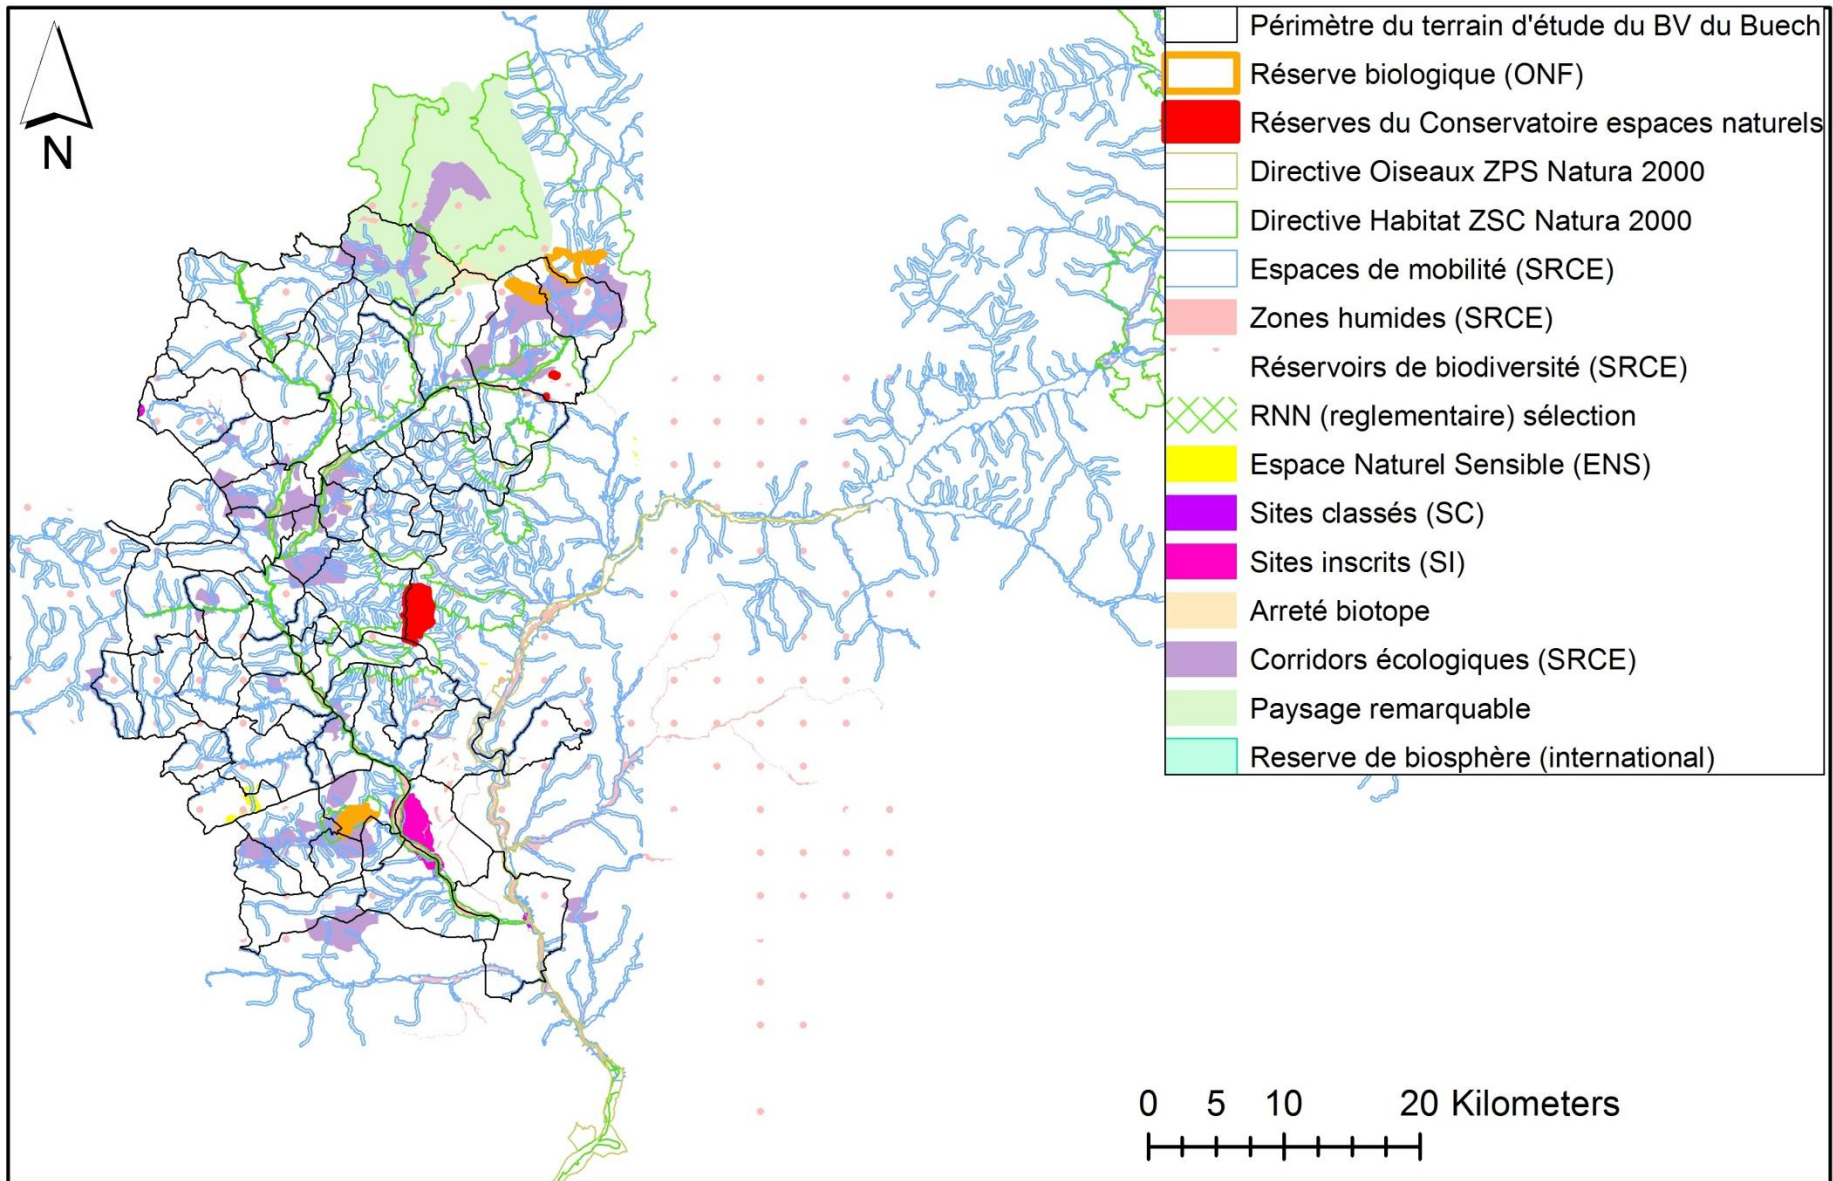 N
Périmètre du terrain d'étude du BV du Buech
Réserve biologique (ONF)
Réserves du Conservatoire espaces naturels
Directive Oiseaux ZPS Natura 2000
Directive Habitat ZSC Natura 2000
Espaces de mobilité (SRCE)
Zones humides (SRCE)
Réservoirs de biodiversité (SRCE)
RNN (reglementaire) sélection
Espace Naturel Sensible (ENS)
Sites classés (SC)
Sites inscrits (SI)
Arreté biotope
Corridors écologiques (SRCE)
Paysage remarquable
Reserve de biosphère (international)
0 5 10 20 Kilometers